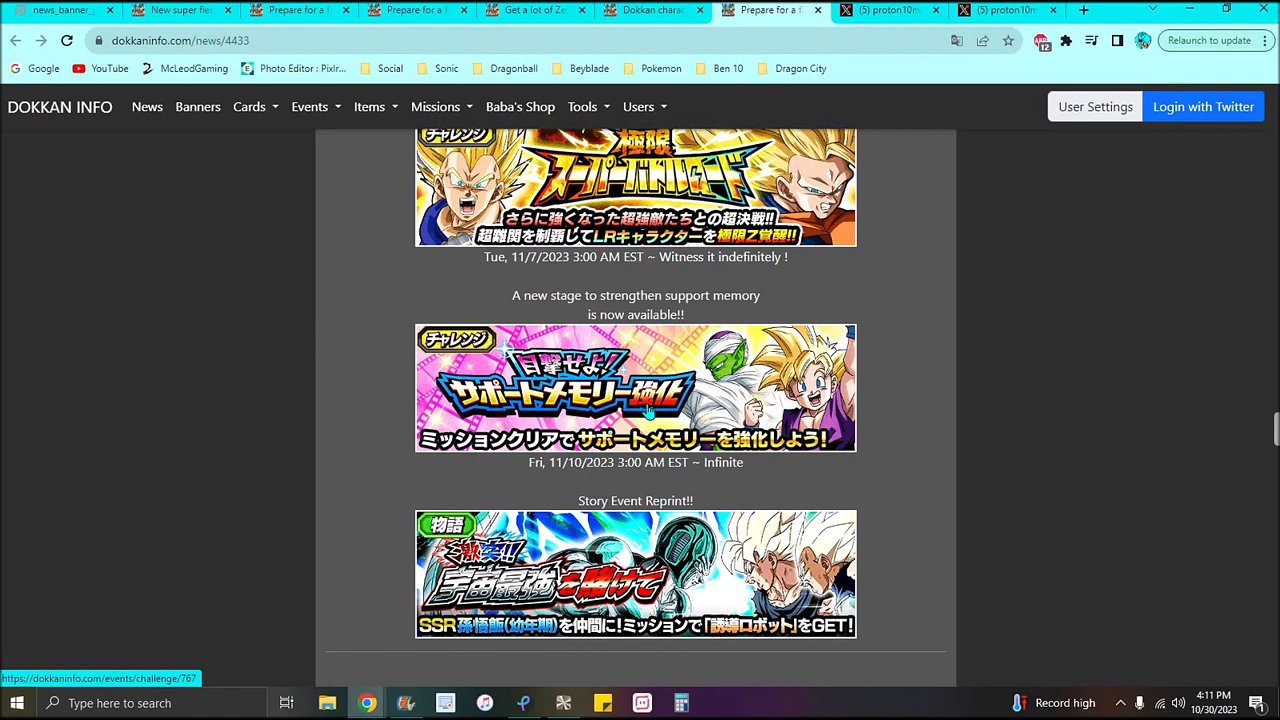 news_banner_
New super fie
Prepare for a f
Prepare for a f
Get a lot of Ze
Dokkan charac
Prepare for a f
(5) proton10m
(5) proton10m
dokkaninfo.com/news/4433
12
Relaunch to update
Google
YouTube
McLeodGaming
Photo Editor : Pixlr...
Social
Sonic
Dragonball
Beyblade
Pokemon
Ben 10
Dragon City
DOKKAN INFO
News
Banners
Cards
Events
Items
Missions
Baba's Shop
Tools
Users
User Settings
Login with Twitter
チャレンジ
極限
スーパーバトルロード
さらに強くなった超強敵たちとの超決戦!!
超難関を制覇してLRキャラクターを極限Z覚醒!!
Tue, 11/7/2023 3:00 AM EST ~ Witness it indefinitely !
A new stage to strengthen support memory
is now available!!
チャレンジ
目撃せよ!
サポートメモリー強化
ミッションクリアでサポートメモリーを強化しよう!
Fri, 11/10/2023 3:00 AM EST ~ Infinite
Story Event Reprint!!
物語
激突!!
宇宙最強を賭けて
SSR孫悟飯(幼年期)を仲間に!ミッションで「誘導ロボット」をGET!
https://dokkaninfo.com/events/challenge/767
Type here to search
Record high
4:11 PM
10/30/2023
1